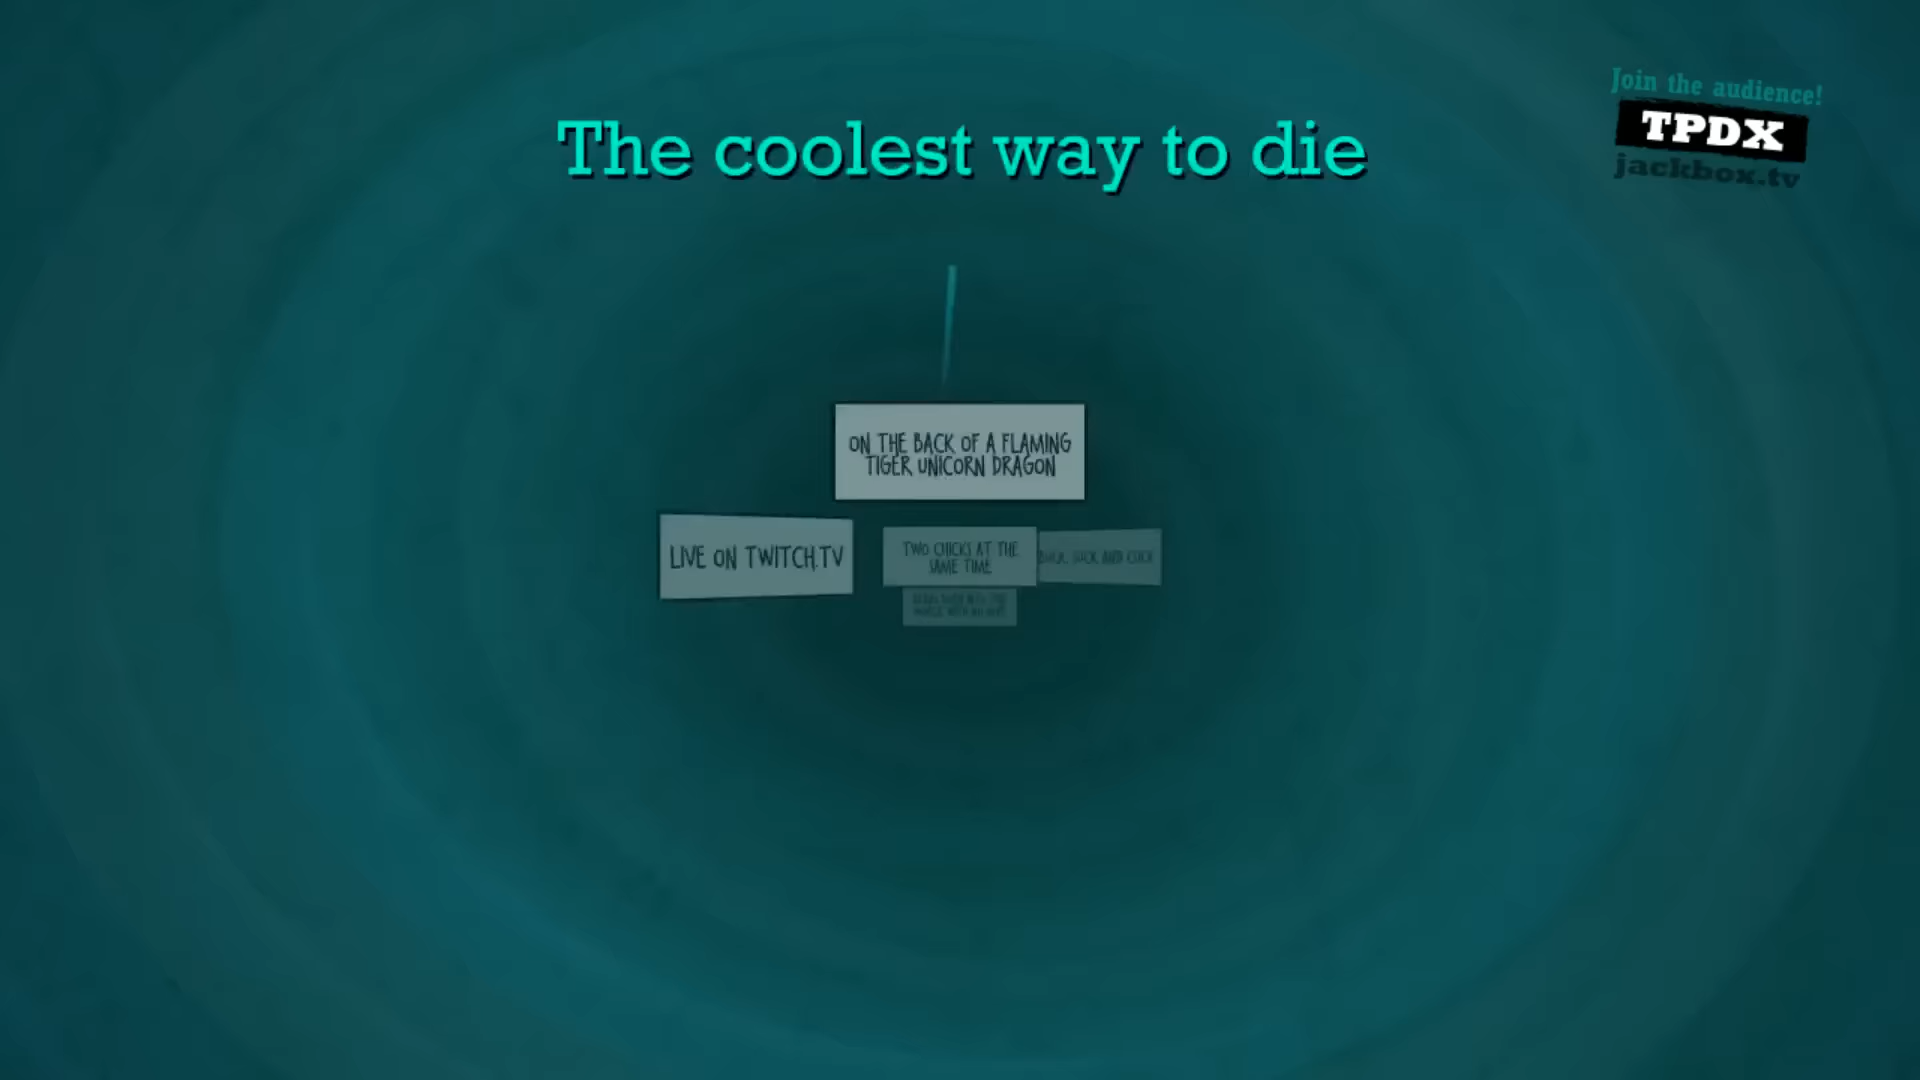 Join the audience!
TPDX
jackbox.tv
The coolest way to die
ON THE BACK OF A FLAMING
TIGER UNICORN DRAGON
LIVE ON TWITCH.TV
TWO CHICKS AT THE
SAME TIME